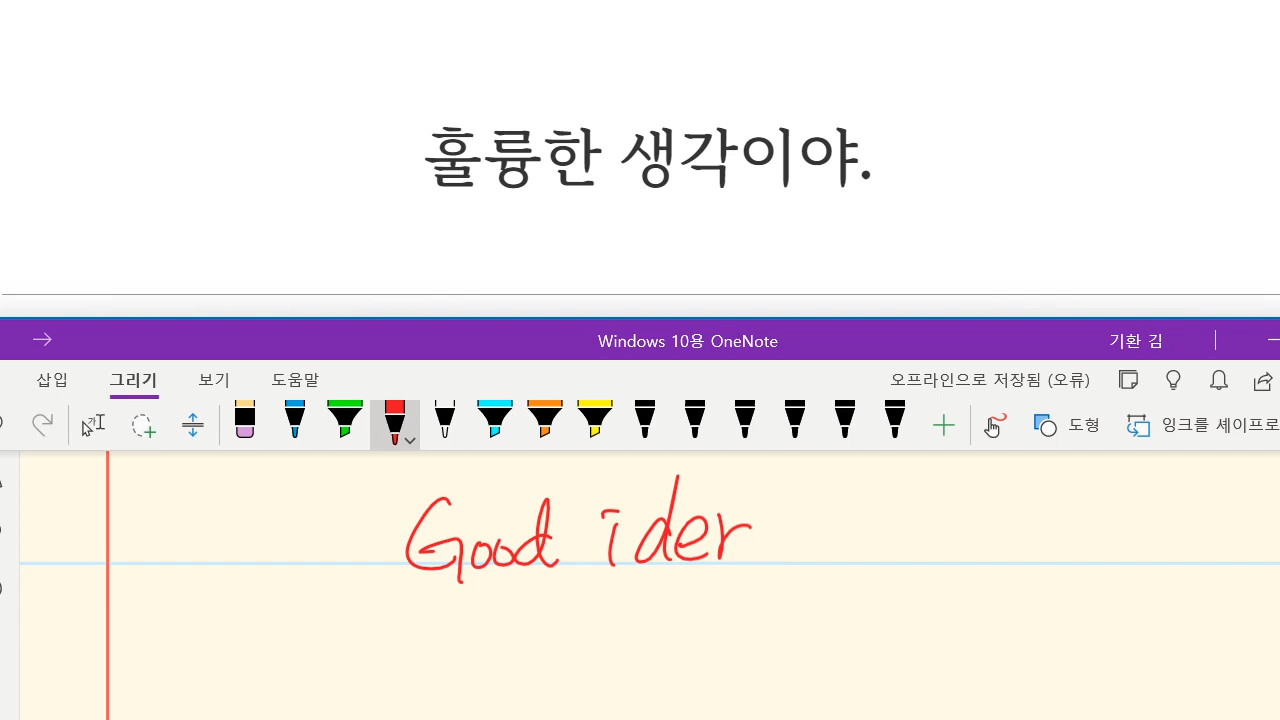 훌륭한 생각이야.
Windows 10용 OneNote 기환 김
삽입 그리기 보기 도움말 오프라인으로 저장됨 (오류)
도형 잉크를 셰이프로
Good ider